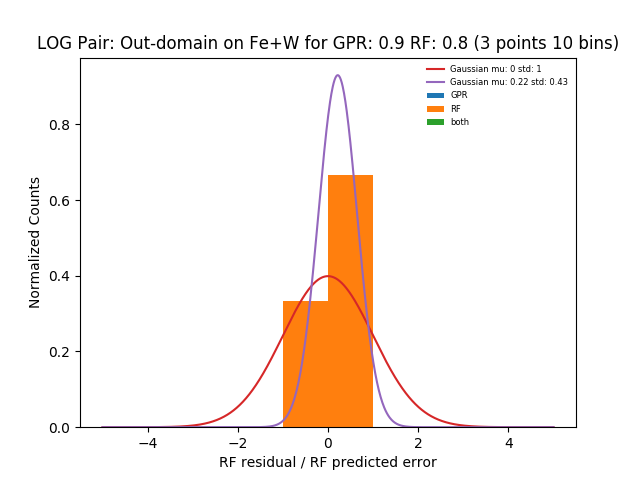 LOG Pair: Out-domain on Fe+W for GPR: 0.9 RF: 0.8 (3 points 10 bins)
Gaussian mu: 0 std: 1
Gaussian mu: 0.22 std: 0.43
GPR
RF
both
Normalized Counts
0.8
0.6
0.4
0.2
0.0
−4 −2 0 2 4
RF residual / RF predicted error